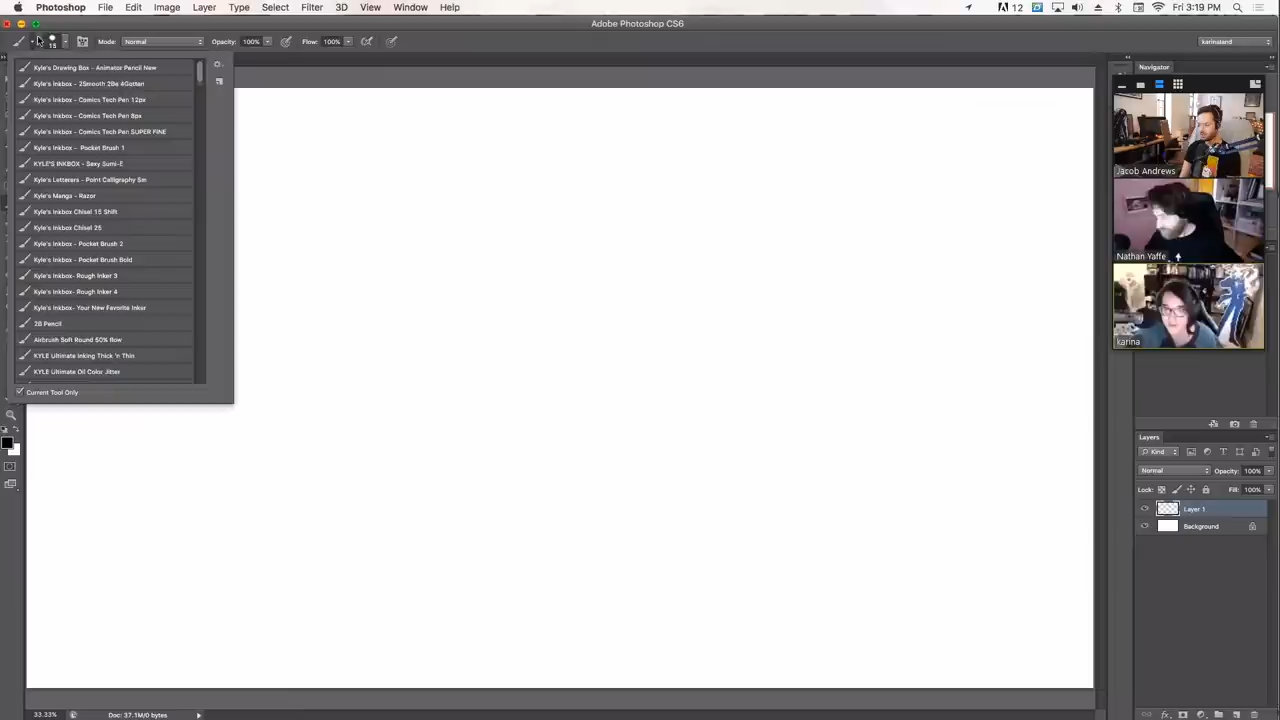 Photoshop File Edit Image Layer Type Select Filter 3D View Window Help
12 Fri 3:19 PM
Adobe Photoshop CS6
15 Mode: Normal Opacity: 100% Flow: 100% karinaland
Kyle's Drawing Box - Animator Pencil New
Kyle's Inkbox - 2Smooth 2Be 4Gotten
Kyle's Inkbox - Comics Tech Pen 12px
Kyle's Inkbox - Comics Tech Pen 8px
Kyle's Inkbox - Comics Tech Pen SUPER FINE
Kyle's Inkbox - Pocket Brush 1
KYLE'S INKBOX - Sexy Sumi-E
Kyle's Letterers - Point Calligraphy Sm
Kyle's Manga - Razor
Kyle's Inkbox Chisel 15 Shift
Kyle's Inkbox Chisel 25
Kyle's Inkbox - Pocket Brush 2
Kyle's Inkbox - Pocket Brush Bold
Kyle's Inkbox- Rough Inker 3
Kyle's Inkbox- Rough Inker 4
Kyle's Inkbox- Your New Favorite Inker
2B Pencil
Airbrush Soft Round 50% flow
KYLE Ultimate Inking Thick 'n Thin
KYLE Ultimate Oil Color Jitter
Current Tool Only
Navigator
Jacob Andrews
Nathan Yaffe
karina
Layers
Kind
Normal Opacity: 100%
Lock: Fill: 100%
Layer 1
Background
33.33% Doc: 37.1M/0 bytes